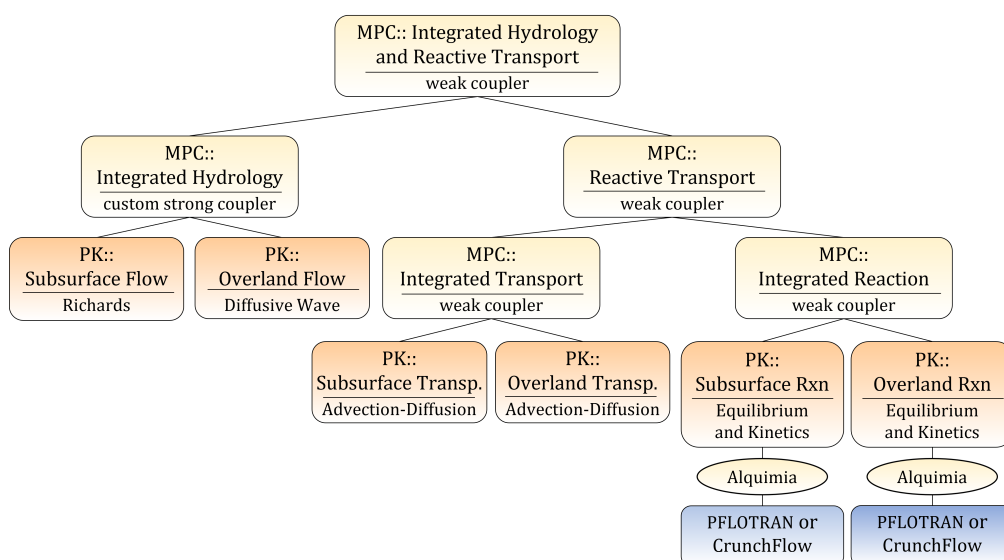 MPC:: Integrated Hydrology
and Reactive Transport
weak coupler
MPC::
Integrated Hydrology
custom strong coupler
MPC::
Reactive Transport
weak coupler
PK::
Subsurface Flow
Richards
PK::
Overland Flow
Diffusive Wave
MPC::
Integrated Transport
weak coupler
MPC::
Integrated Reaction
weak coupler
PK::
Subsurface Transp.
Advection-Diffusion
PK::
Overland Transp.
Advection-Diffusion
PK::
Subsurface Rxn
Equilibrium
and Kinetics
PK::
Overland Rxn
Equilibrium
and Kinetics
Alquimia
Alquimia
PFLOTRAN or
CrunchFlow
PFLOTRAN or
CrunchFlow